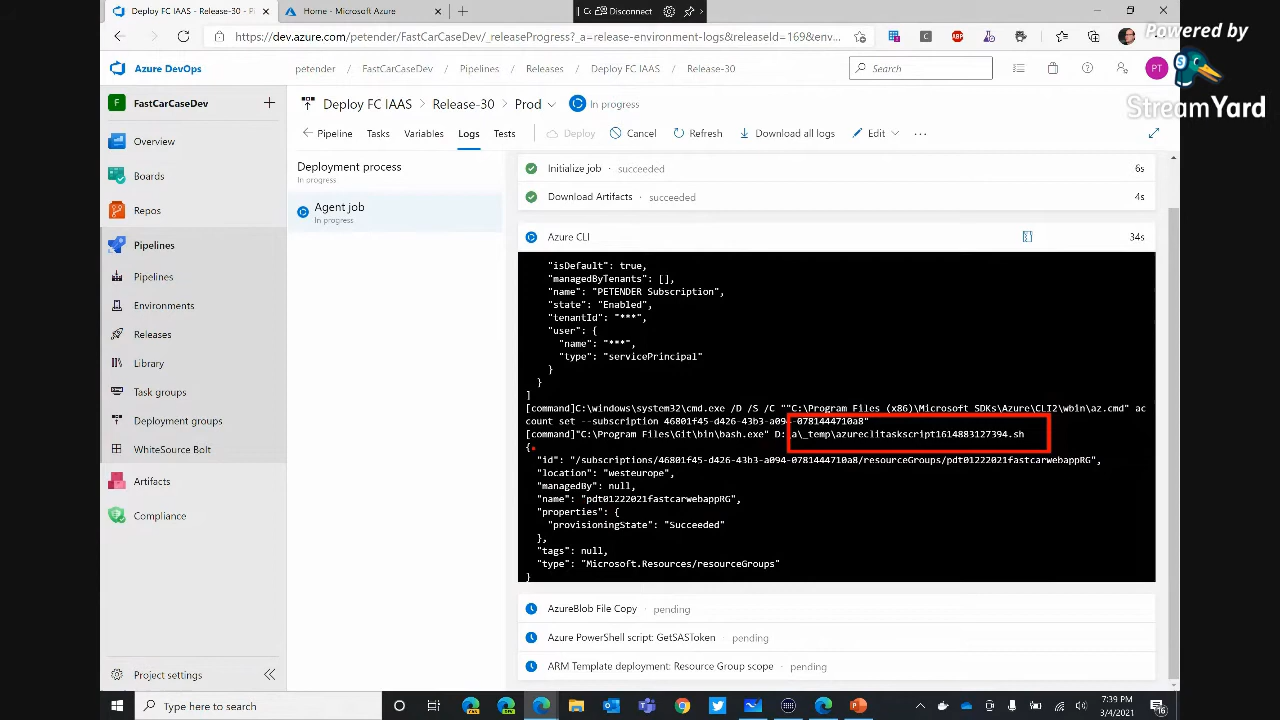 Deploy FC IAAS - Release-30 - Pi
Home - Microsoft Azure
Disconnect
https://dev.azure.com/petender/FastCarCaseDev/_releaseProgress?_a=release-environment-logs&releaseId=169&env...
Powered by
StreamYard
Azure DevOps
petender / FastCarCaseDev / Pipelines / Releases / Deploy FC IAAS / Release-30
Search
PT
F FastCarCaseDev
Deploy FC IAAS > Release-30 > Prod
In progress
Pipeline Tasks Variables Logs Tests
Deploy Cancel Refresh Download all logs Edit ...
Overview
Boards
Repos
Pipelines
Pipelines
Environments
Releases
Library
Task groups
Deployment groups
WhiteSource Bolt
Artifacts
Compliance
Project settings
Deployment process
In progress
Agent job
In progress
Initialize job · succeeded 6s
Download Artifacts · succeeded 4s
Azure CLI 34s
"isDefault": true,
"managedByTenants": [],
"name": "PETENDER Subscription",
"state": "Enabled",
"tenantId": "***",
"user": {
"name": "***",
"type": "servicePrincipal"
}
}
]
[command]C:\windows\system32\cmd.exe /D /S /C ""C:\Program Files (x86)\Microsoft SDKs\Azure\CLI2\wbin\az.cmd" ac
count set --subscription 46801f45-d426-43b3-a094-0781444710a8"
[command]"C:\Program Files\Git\bin\bash.exe" D:\a\_temp\azureclitaskscript1614883127394.sh
{
"id": "/subscriptions/46801f45-d426-43b3-a094-0781444710a8/resourceGroups/pdt01222021fastcarwebappRG",
"location": "westeurope",
"managedBy": null,
"name": "pdt01222021fastcarwebappRG",
"properties": {
"provisioningState": "Succeeded"
},
"tags": null,
"type": "Microsoft.Resources/resourceGroups"
}
AzureBlob File Copy · pending
Azure PowerShell script: GetSASToken · pending
ARM Template deployment: Resource Group scope · pending
Type here to search
7:39 PM
3/4/2021